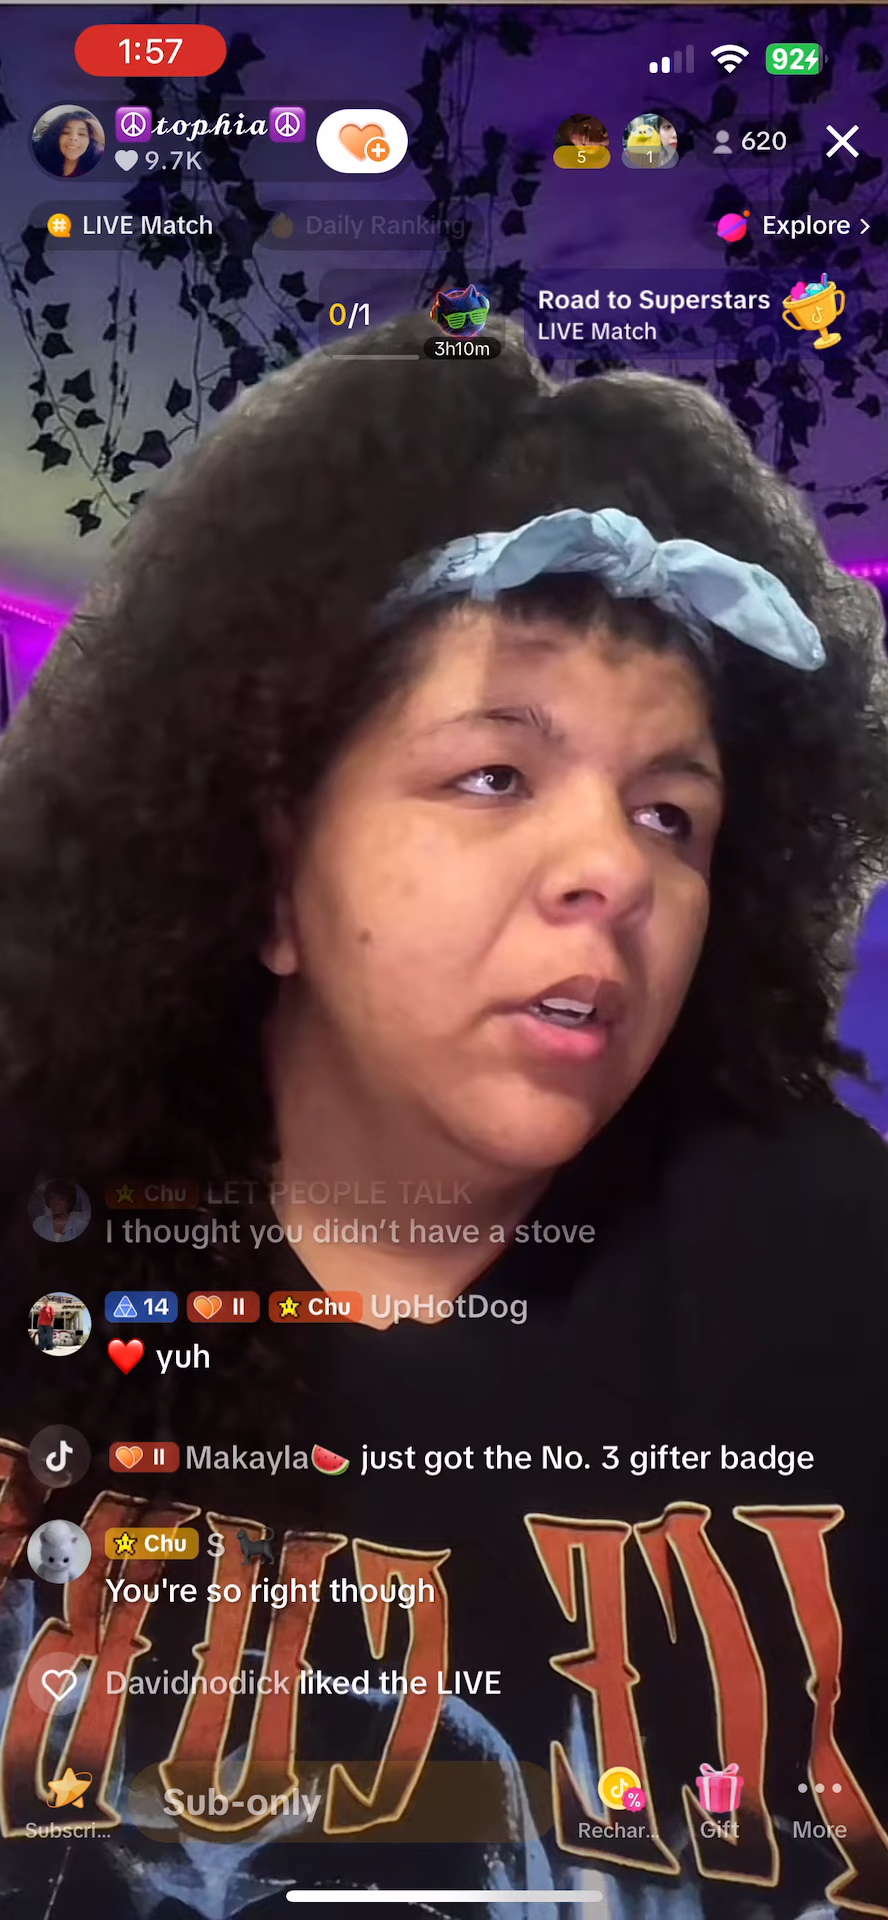 1:57
92
☮️tophia☮️
9.7K
5
1
620
LIVE Match
Daily Ranking
Explore >
0/1
3h10m
Road to Superstars
LIVE Match
Chu LET PEOPLE TALK
I thought you didn't have a stove
14 II Chu UpHotDog
❤️ yuh
II Makayla🍉 just got the No. 3 gifter badge
Chu S🐈‍⬛
You're so right though
Davidnodick liked the LIVE
Sub-only
Subscri...
Rechar...
Gift
More